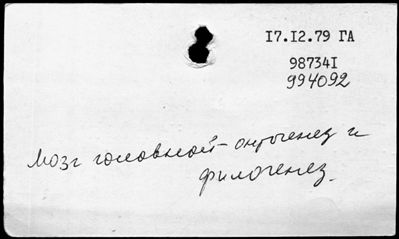 17.12.79 ГА
987341
994092
Мозг головной - онтогенез и
филогенез.